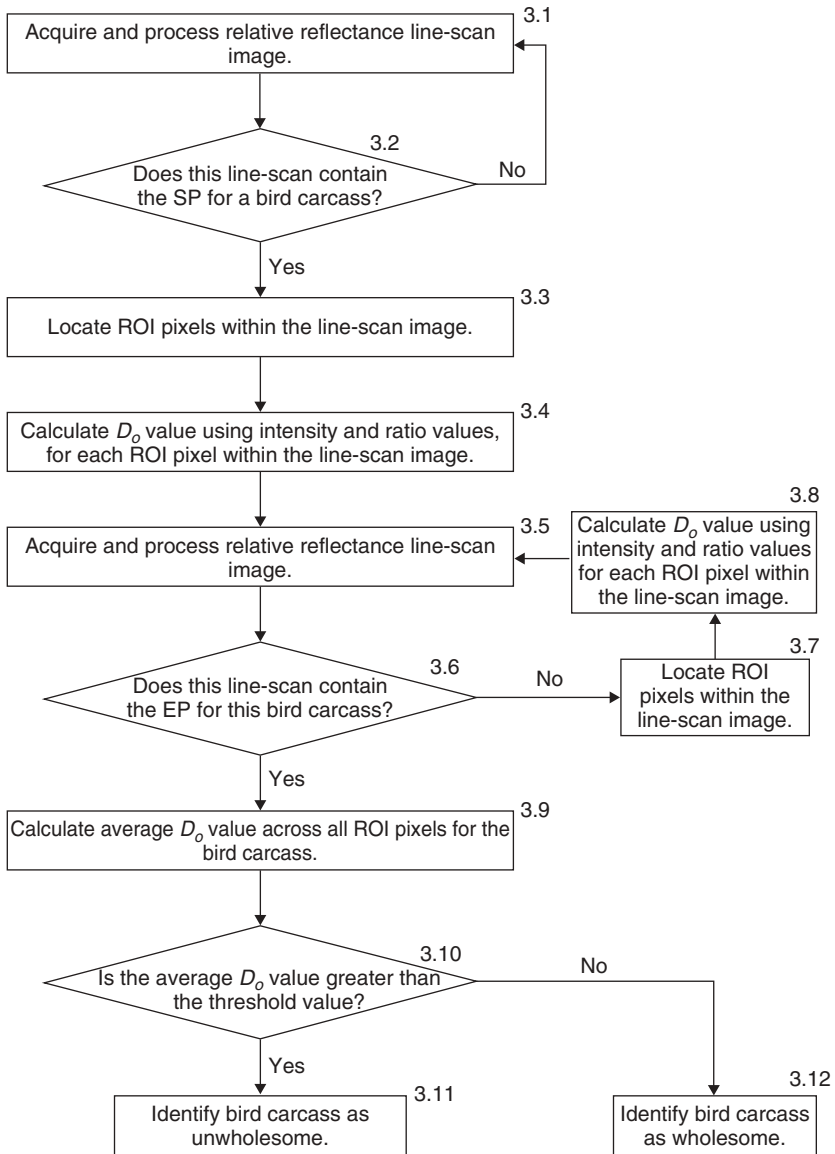 3.1
Acquire and process relative reflectance line-scan
image.
3.2
Does this line-scan contain
the SP for a bird carcass?
No
Yes
3.3
Locate ROI pixels within the line-scan image.
3.4
Calculate Do value using intensity and ratio values,
for each ROI pixel within the line-scan image.
3.5
Acquire and process relative reflectance line-scan
image.
3.8
Calculate Do value using
intensity and ratio values
for each ROI pixel within
the line-scan image.
3.6
Does this line-scan contain
the EP for this bird carcass?
No
3.7
Locate ROI
pixels within the
line-scan image.
Yes
3.9
Calculate average Do value across all ROI pixels for the
bird carcass.
3.10
Is the average Do value greater than
the threshold value?
No
Yes
3.11
Identify bird carcass as
unwholesome.
3.12
Identify bird carcass
as wholesome.